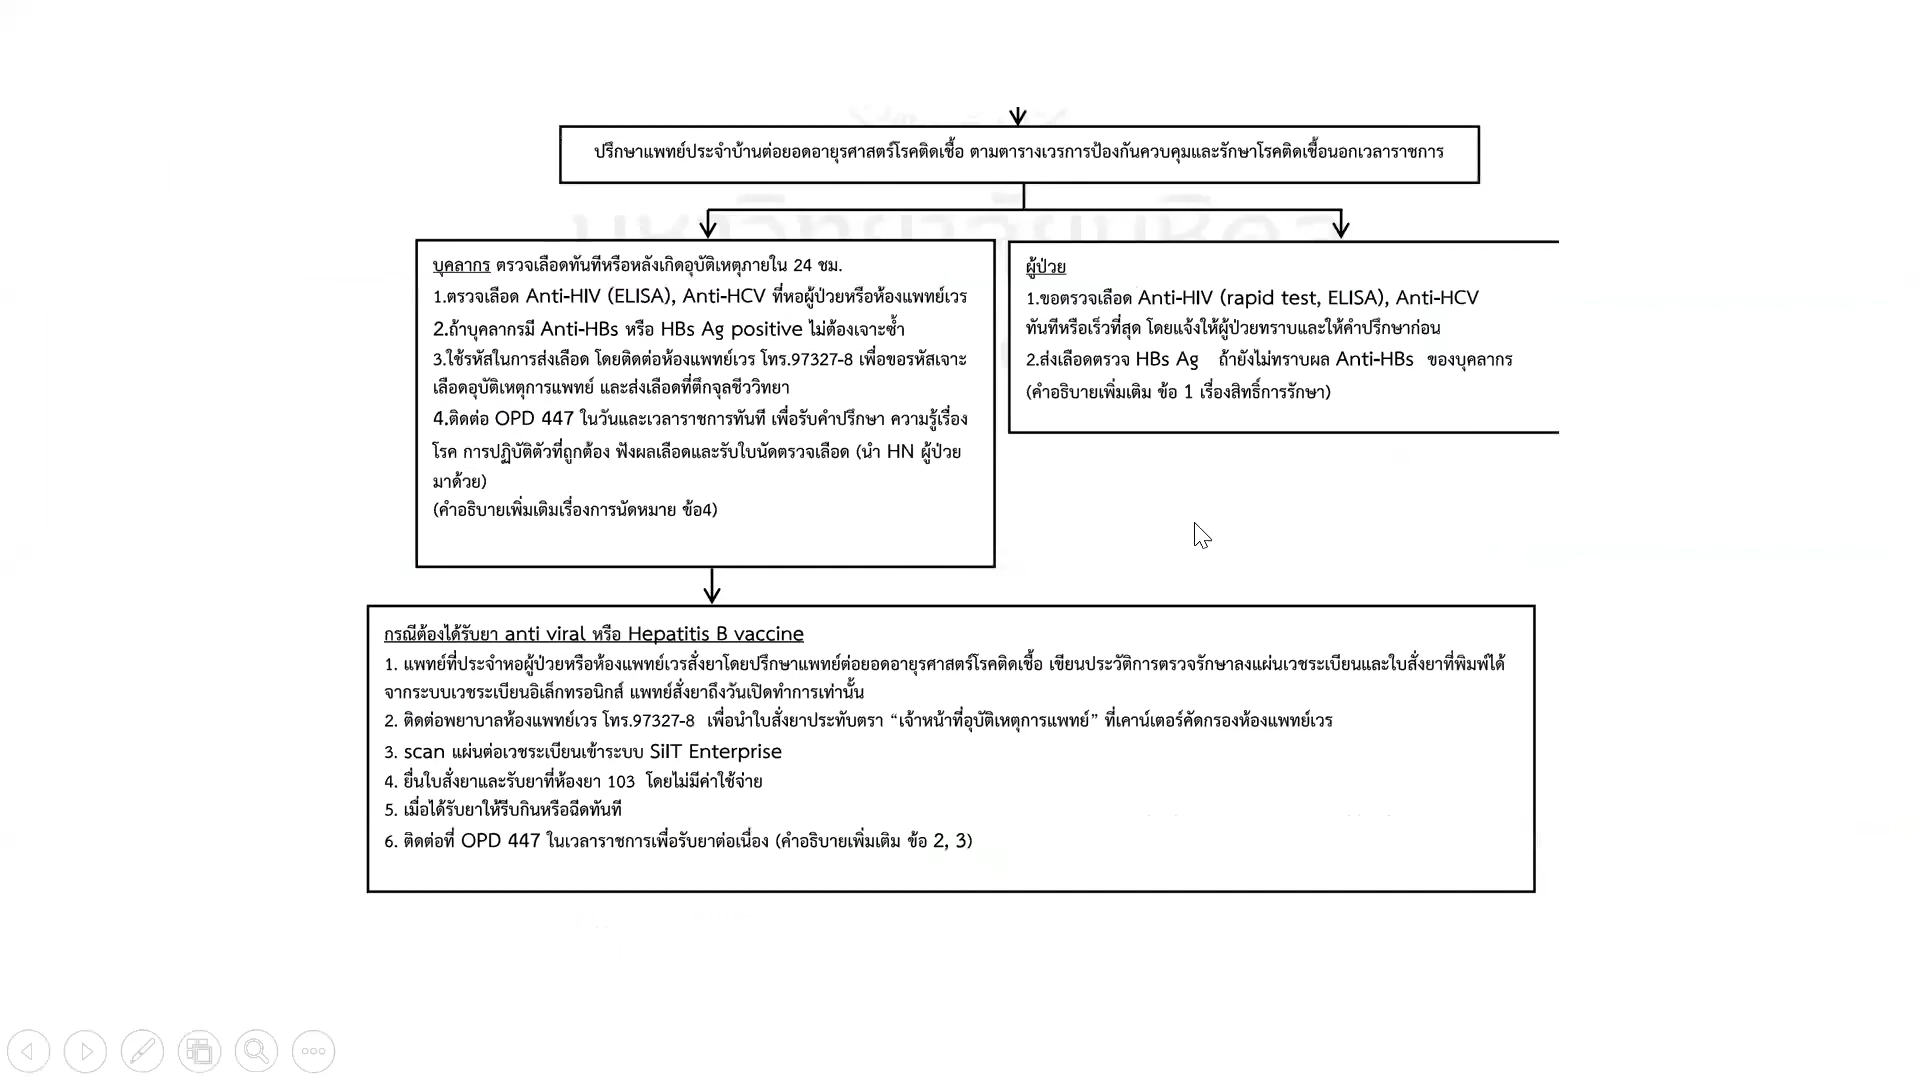 ปรึกษาแพทย์ประจำบ้านต่อยอดอายุรศาสตร์โรคติดเชื้อ ตามตารางเวรการป้องกันควบคุมและรักษาโรคติดเชื้อนอกเวลาราชการ
บุคลากร ตรวจเลือดทันทีหรือหลังเกิดอุบัติเหตุภายใน 24 ชม.
1.ตรวจเลือด Anti-HIV (ELISA), Anti-HCV ที่หอผู้ป่วยหรือห้องแพทย์เวร
2.ถ้าบุคลากรมี Anti-HBs หรือ HBs Ag positive ไม่ต้องเจาะซ้ำ
3.ใช้รหัสในการส่งเลือด โดยติดต่อห้องแพทย์เวร โทร.97327-8 เพื่อขอรหัสเจาะ
เลือดอุบัติเหตุการแพทย์ และส่งเลือดที่ตึกจุลชีววิทยา
4.ติดต่อ OPD 447 ในวันและเวลาราชการทันที เพื่อรับคำปรึกษา ความรู้เรื่อง
โรค การปฏิบัติตัวที่ถูกต้อง ฟังผลเลือดและรับใบนัดตรวจเลือด (นำ HN ผู้ป่วย
มาด้วย)
(คำอธิบายเพิ่มเติมเรื่องการนัดหมาย ข้อ4)
ผู้ป่วย
1.ขอตรวจเลือด Anti-HIV (rapid test, ELISA), Anti-HCV
ทันทีหรือเร็วที่สุด โดยแจ้งให้ผู้ป่วยทราบและให้คำปรึกษาก่อน
2.ส่งเลือดตรวจ HBs Ag ถ้ายังไม่ทราบผล Anti-HBs ของบุคลากร
(คำอธิบายเพิ่มเติม ข้อ 1 เรื่องสิทธิ์การรักษา)
กรณีต้องได้รับยา anti viral หรือ Hepatitis B vaccine
1. แพทย์ที่ประจำหอผู้ป่วยหรือห้องแพทย์เวรสั่งยาโดยปรึกษาแพทย์ต่อยอดอายุรศาสตร์โรคติดเชื้อ เขียนประวัติการตรวจรักษาลงแผ่นเวชระเบียนและใบสั่งยาที่พิมพ์ได้
จากระบบเวชระเบียนอิเล็กทรอนิกส์ แพทย์สั่งยาถึงวันเปิดทำการเท่านั้น
2. ติดต่อพยาบาลห้องแพทย์เวร โทร.97327-8 เพื่อนำใบสั่งยาประทับตรา “เจ้าหน้าที่อุบัติเหตุการแพทย์” ที่เคาน์เตอร์คัดกรองห้องแพทย์เวร
3. scan แผ่นต่อเวชระเบียนเข้าระบบ SiIT Enterprise
4. ยื่นใบสั่งยาและรับยาที่ห้องยา 103 โดยไม่มีค่าใช้จ่าย
5. เมื่อได้รับยาให้รีบกินหรือฉีดทันที
6. ติดต่อที่ OPD 447 ในเวลาราชการเพื่อรับยาต่อเนื่อง (คำอธิบายเพิ่มเติม ข้อ 2, 3)